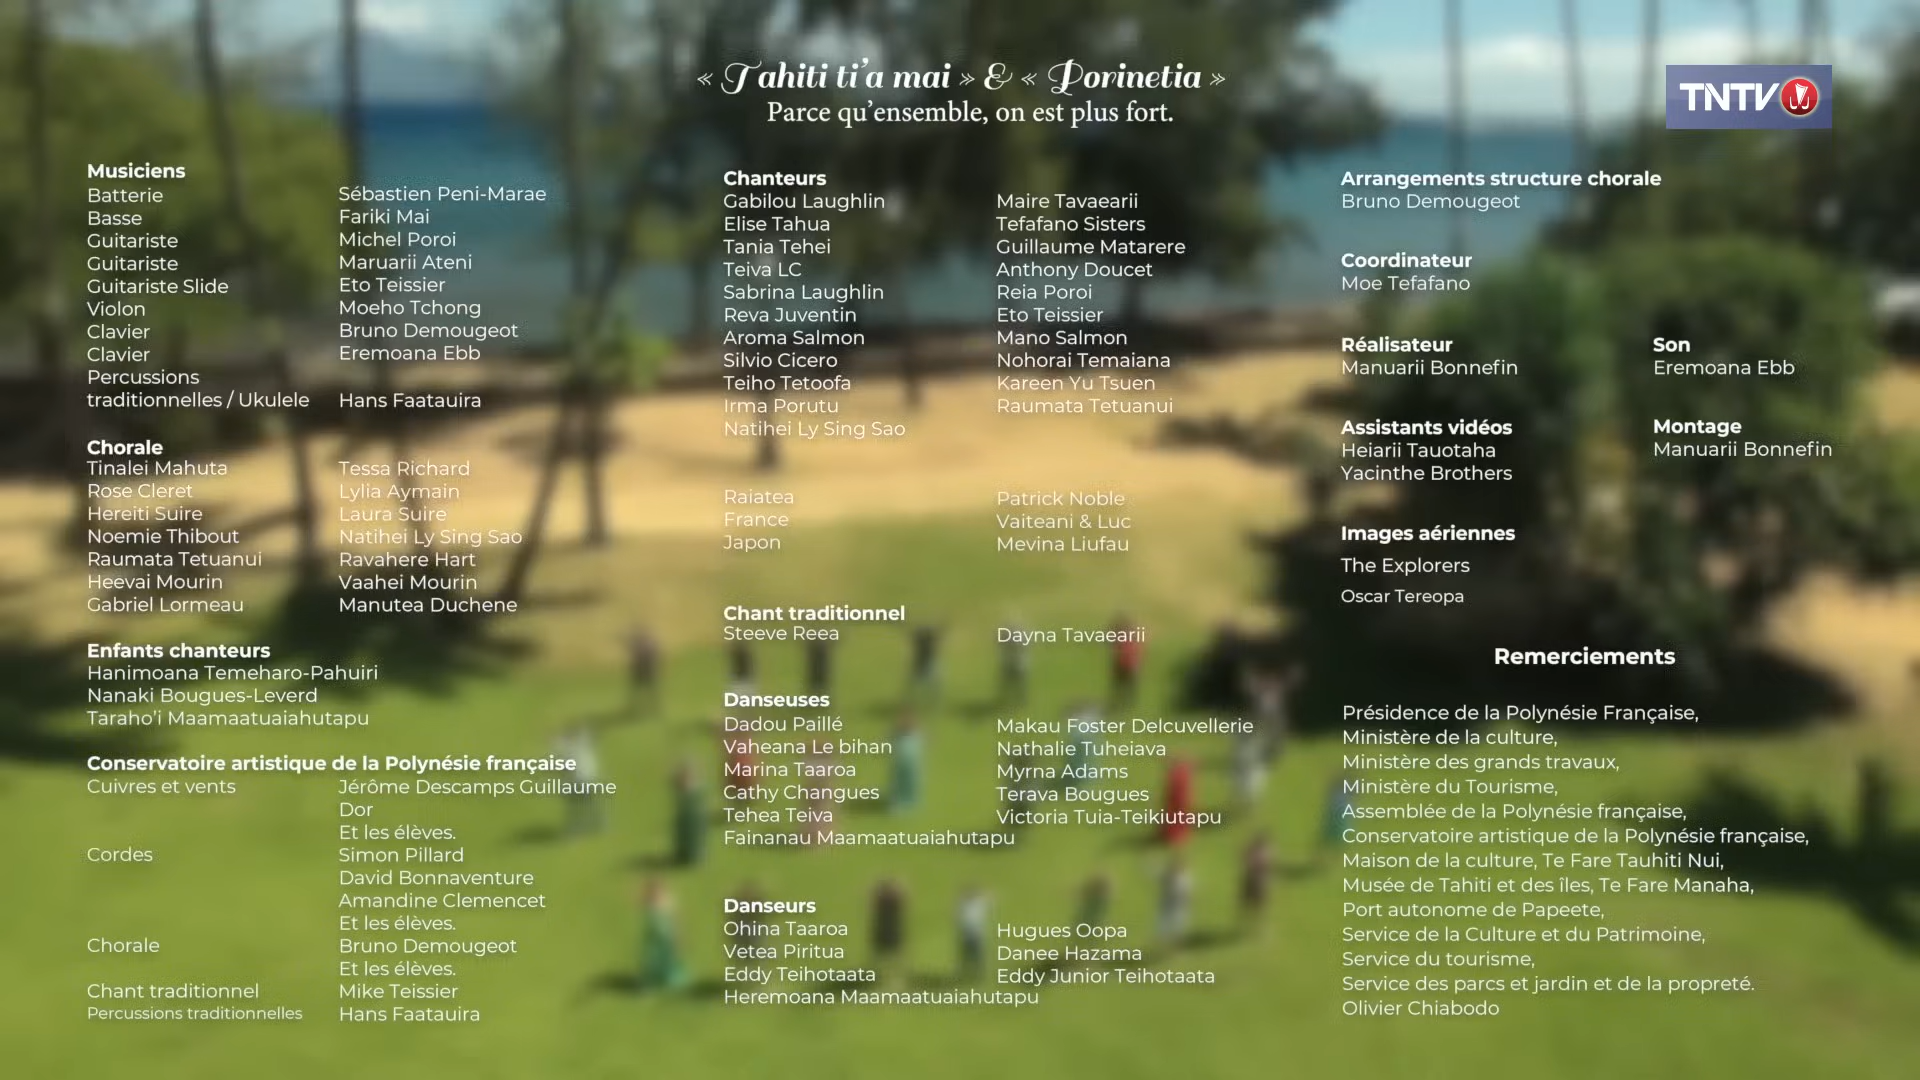 « Tahiti ti'a mai » & « Porinetia »
Parce qu'ensemble, on est plus fort.
TNTV
Musiciens
Batterie Sébastien Peni-Marae
Basse Fariki Mai
Guitariste Michel Poroi
Guitariste Maruarii Ateni
Guitariste Slide Eto Teissier
Violon Moeho Tchong
Clavier Bruno Demougeot
Clavier Eremoana Ebb
Percussions
traditionnelles / Ukulele Hans Faatauira
Chorale
Tinalei Mahuta Tessa Richard
Rose Cleret Lylia Aymain
Hereiti Suire Laura Suire
Noemie Thibout Natihei Ly Sing Sao
Raumata Tetuanui Ravahere Hart
Heevai Mourin Vaahei Mourin
Gabriel Lormeau Manutea Duchene
Enfants chanteurs
Hanimoana Temeharo-Pahuiri
Nanaki Bougues-Leverd
Taraho'i Maamaatuaiahutapu
Conservatoire artistique de la Polynésie française
Cuivres et vents Jérôme Descamps Guillaume
Dor
Et les élèves.
Cordes Simon Pillard
David Bonnaventure
Amandine Clemencet
Et les élèves.
Chorale Bruno Demougeot
Et les élèves.
Chant traditionnel Mike Teissier
Percussions traditionnelles Hans Faatauira
Chanteurs
Gabilou Laughlin Maire Tavaearii
Elise Tahua Tefafano Sisters
Tania Tehei Guillaume Matarere
Teiva LC Anthony Doucet
Sabrina Laughlin Reia Poroi
Reva Juventin Eto Teissier
Aroma Salmon Mano Salmon
Silvio Cicero Nohorai Temaiana
Teiho Tetoofa Kareen Yu Tsuen
Irma Porutu Raumata Tetuanui
Natihei Ly Sing Sao
Raiatea Patrick Noble
France Vaiteani & Luc
Japon Mevina Liufau
Chant traditionnel
Steeve Reea Dayna Tavaearii
Danseuses
Dadou Paillé Makau Foster Delcuvellerie
Vaheana Le bihan Nathalie Tuheiava
Marina Taaroa Myrna Adams
Cathy Changues Terava Bougues
Tehea Teiva Victoria Tuia-Teikiutapu
Fainanau Maamaatuaiahutapu
Danseurs
Ohina Taaroa Hugues Oopa
Vetea Piritua Danee Hazama
Eddy Teihotaata Eddy Junior Teihotaata
Heremoana Maamaatuaiahutapu
Arrangements structure chorale
Bruno Demougeot
Coordinateur
Moe Tefafano
Réalisateur Son
Manuarii Bonnefin Eremoana Ebb
Assistants vidéos Montage
Heiarii Tauotaha Manuarii Bonnefin
Yacinthe Brothers
Images aériennes
The Explorers
Oscar Tereopa
Remerciements
Présidence de la Polynésie Française,
Ministère de la culture,
Ministère des grands travaux,
Ministère du Tourisme,
Assemblée de la Polynésie française,
Conservatoire artistique de la Polynésie française,
Maison de la culture, Te Fare Tauhiti Nui,
Musée de Tahiti et des îles, Te Fare Manaha,
Port autonome de Papeete,
Service de la Culture et du Patrimoine,
Service du tourisme,
Service des parcs et jardin et de la propreté.
Olivier Chiabodo